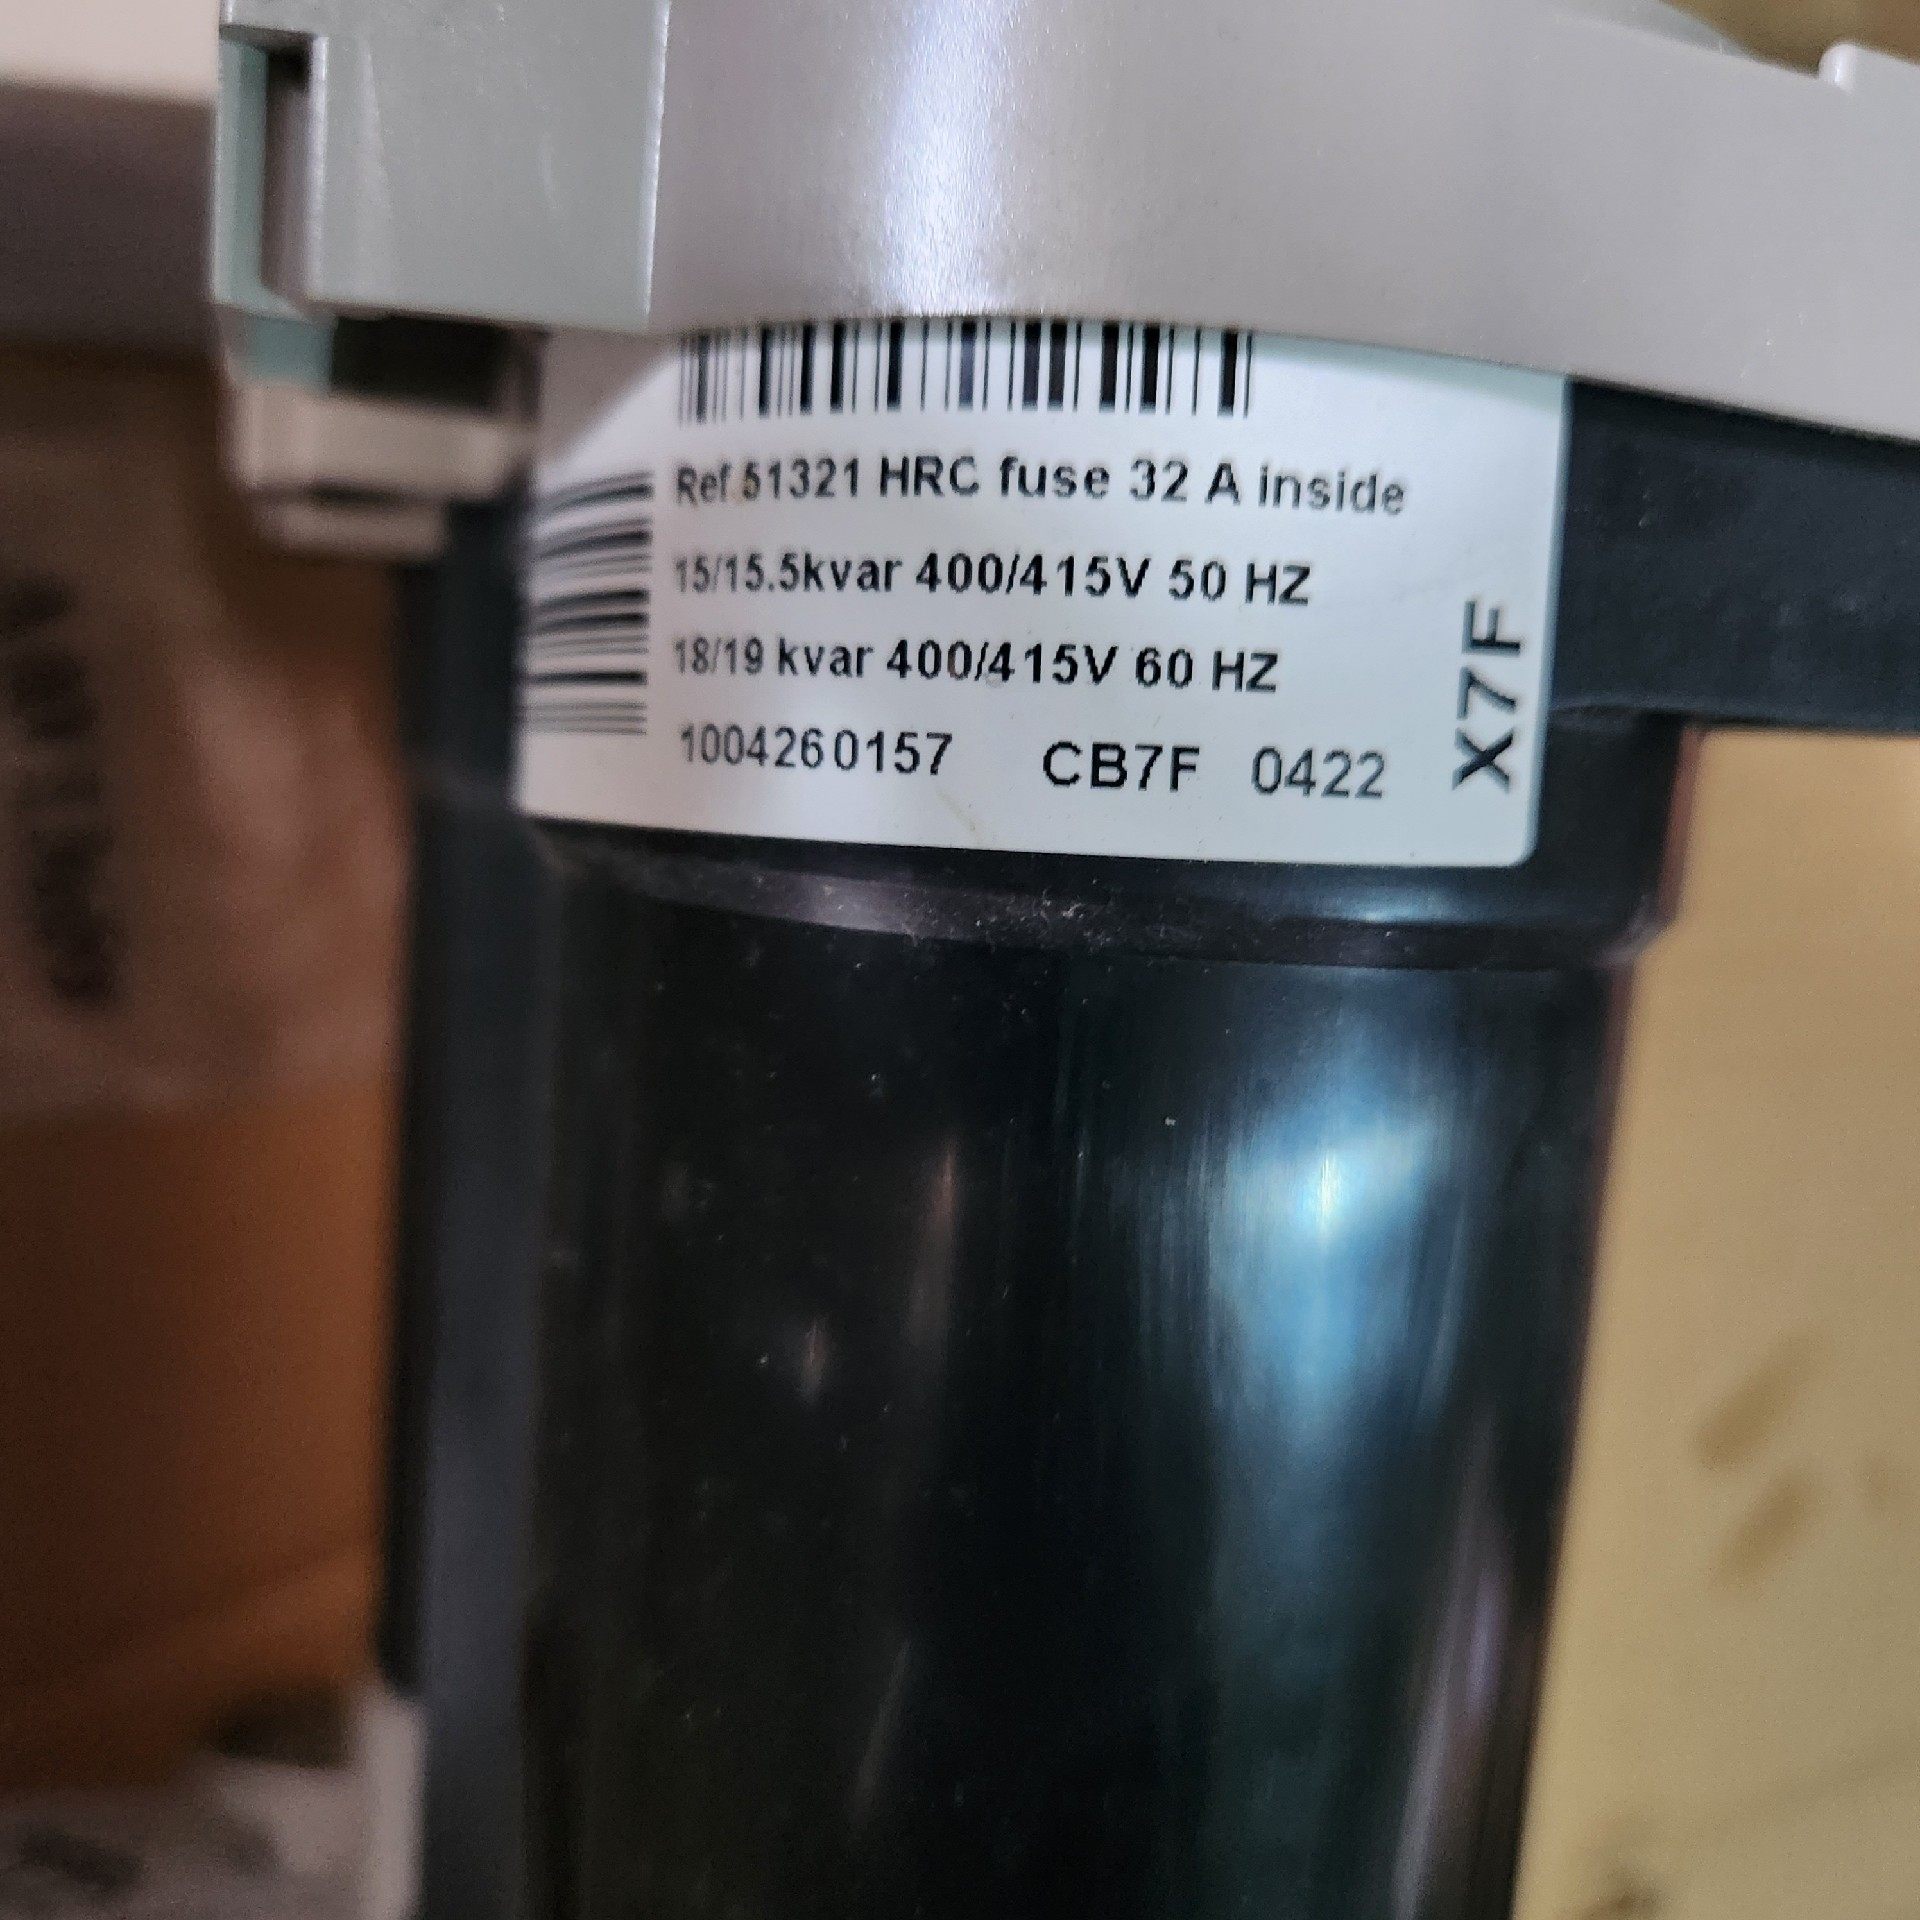 Ref 51321 HRC fuse 32 A inside
15/15.5kvar 400/415V 50 HZ
18/19 kvar 400/415V 60 HZ
1004260157 CB7F 0422
X7F